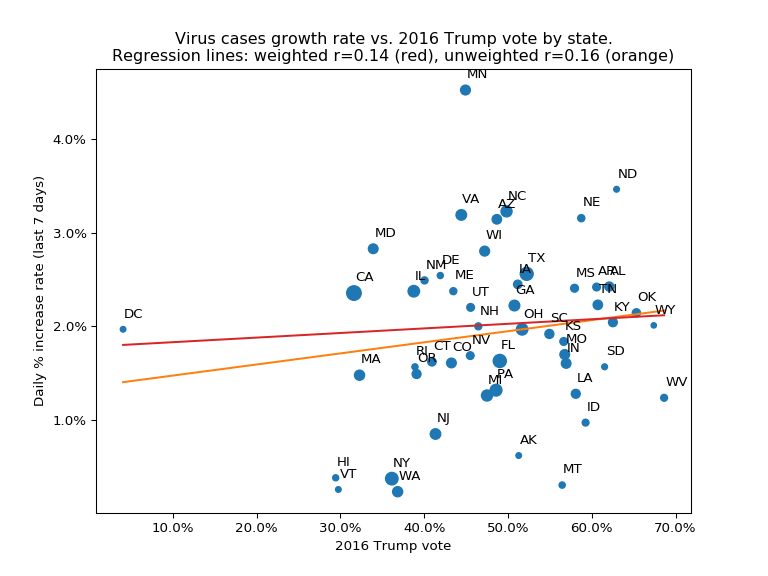 Virus cases growth rate vs. 2016 Trump vote by state.
Regression lines: weighted r=0.14 (red), unweighted r=0.16 (orange)
MN
4.0%
ND
NE
VA
NC
AZ
3.0%
MD
WI
TX
DE
NM
IA
CA
IL
ME
MS
AR
AL
UT
GA
TN
OK
DC
NH
OH
SC
KY
WY
2.0%
KS
NV
MO
RI
CT
CO
FL
IN
SD
MA
OR
PA
MI
LA
WV
1.0%
NJ
ID
AK
HI
VT
NY
WA
MT
Daily % increase rate (last 7 days)
10.0%
20.0%
30.0%
40.0%
50.0%
60.0%
70.0%
2016 Trump vote